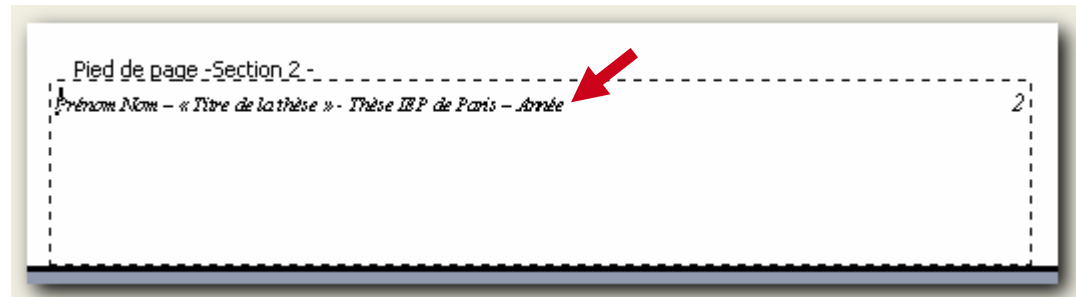 Pied de page -Section 2 -
Prénom Nom – « Titre de la thèse » - Thèse IEP de Paris – Année 2